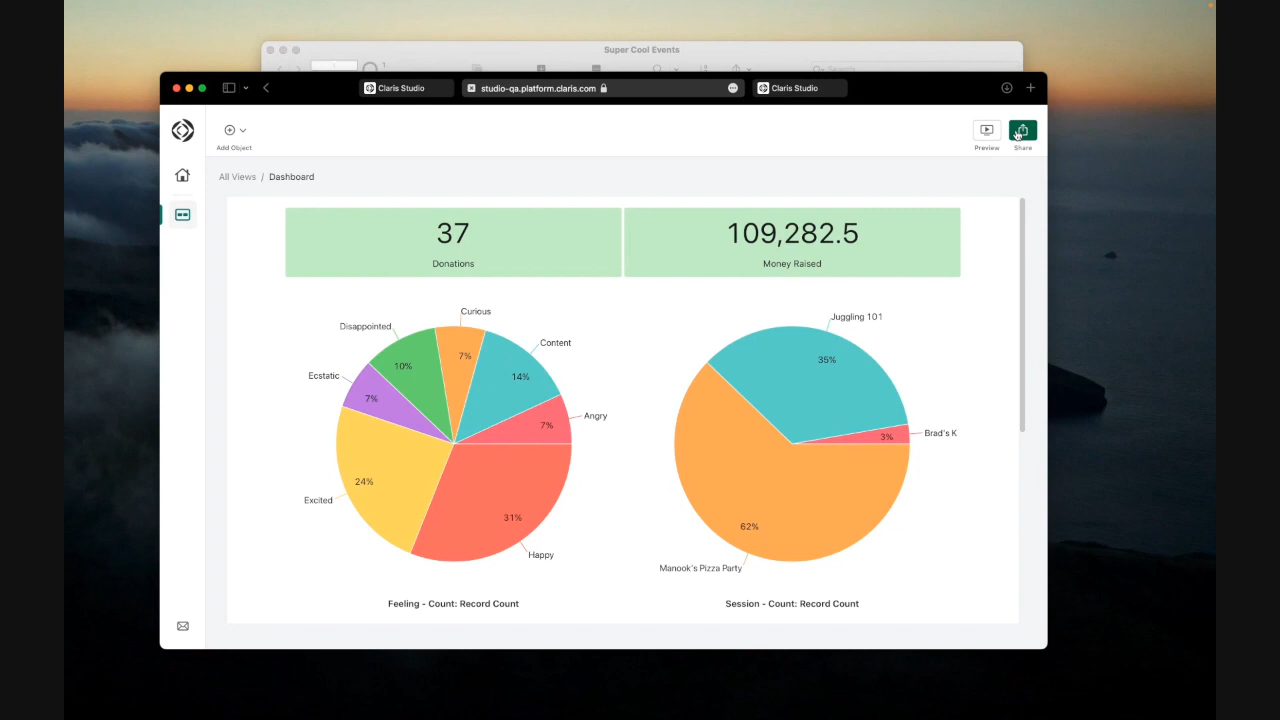 Super Cool Events
1
Search
Claris Studio
studio-qa.platform.claris.com
Claris Studio
Add Object
Preview
Share
All Views / Dashboard
37
Donations
109,282.5
Money Raised
Curious
Disappointed
Content
Ecstatic
Angry
Excited
Happy
7%
10%
14%
7%
7%
24%
31%
Feeling - Count: Record Count
Juggling 101
35%
Brad's K
3%
62%
Manook's Pizza Party
Session - Count: Record Count